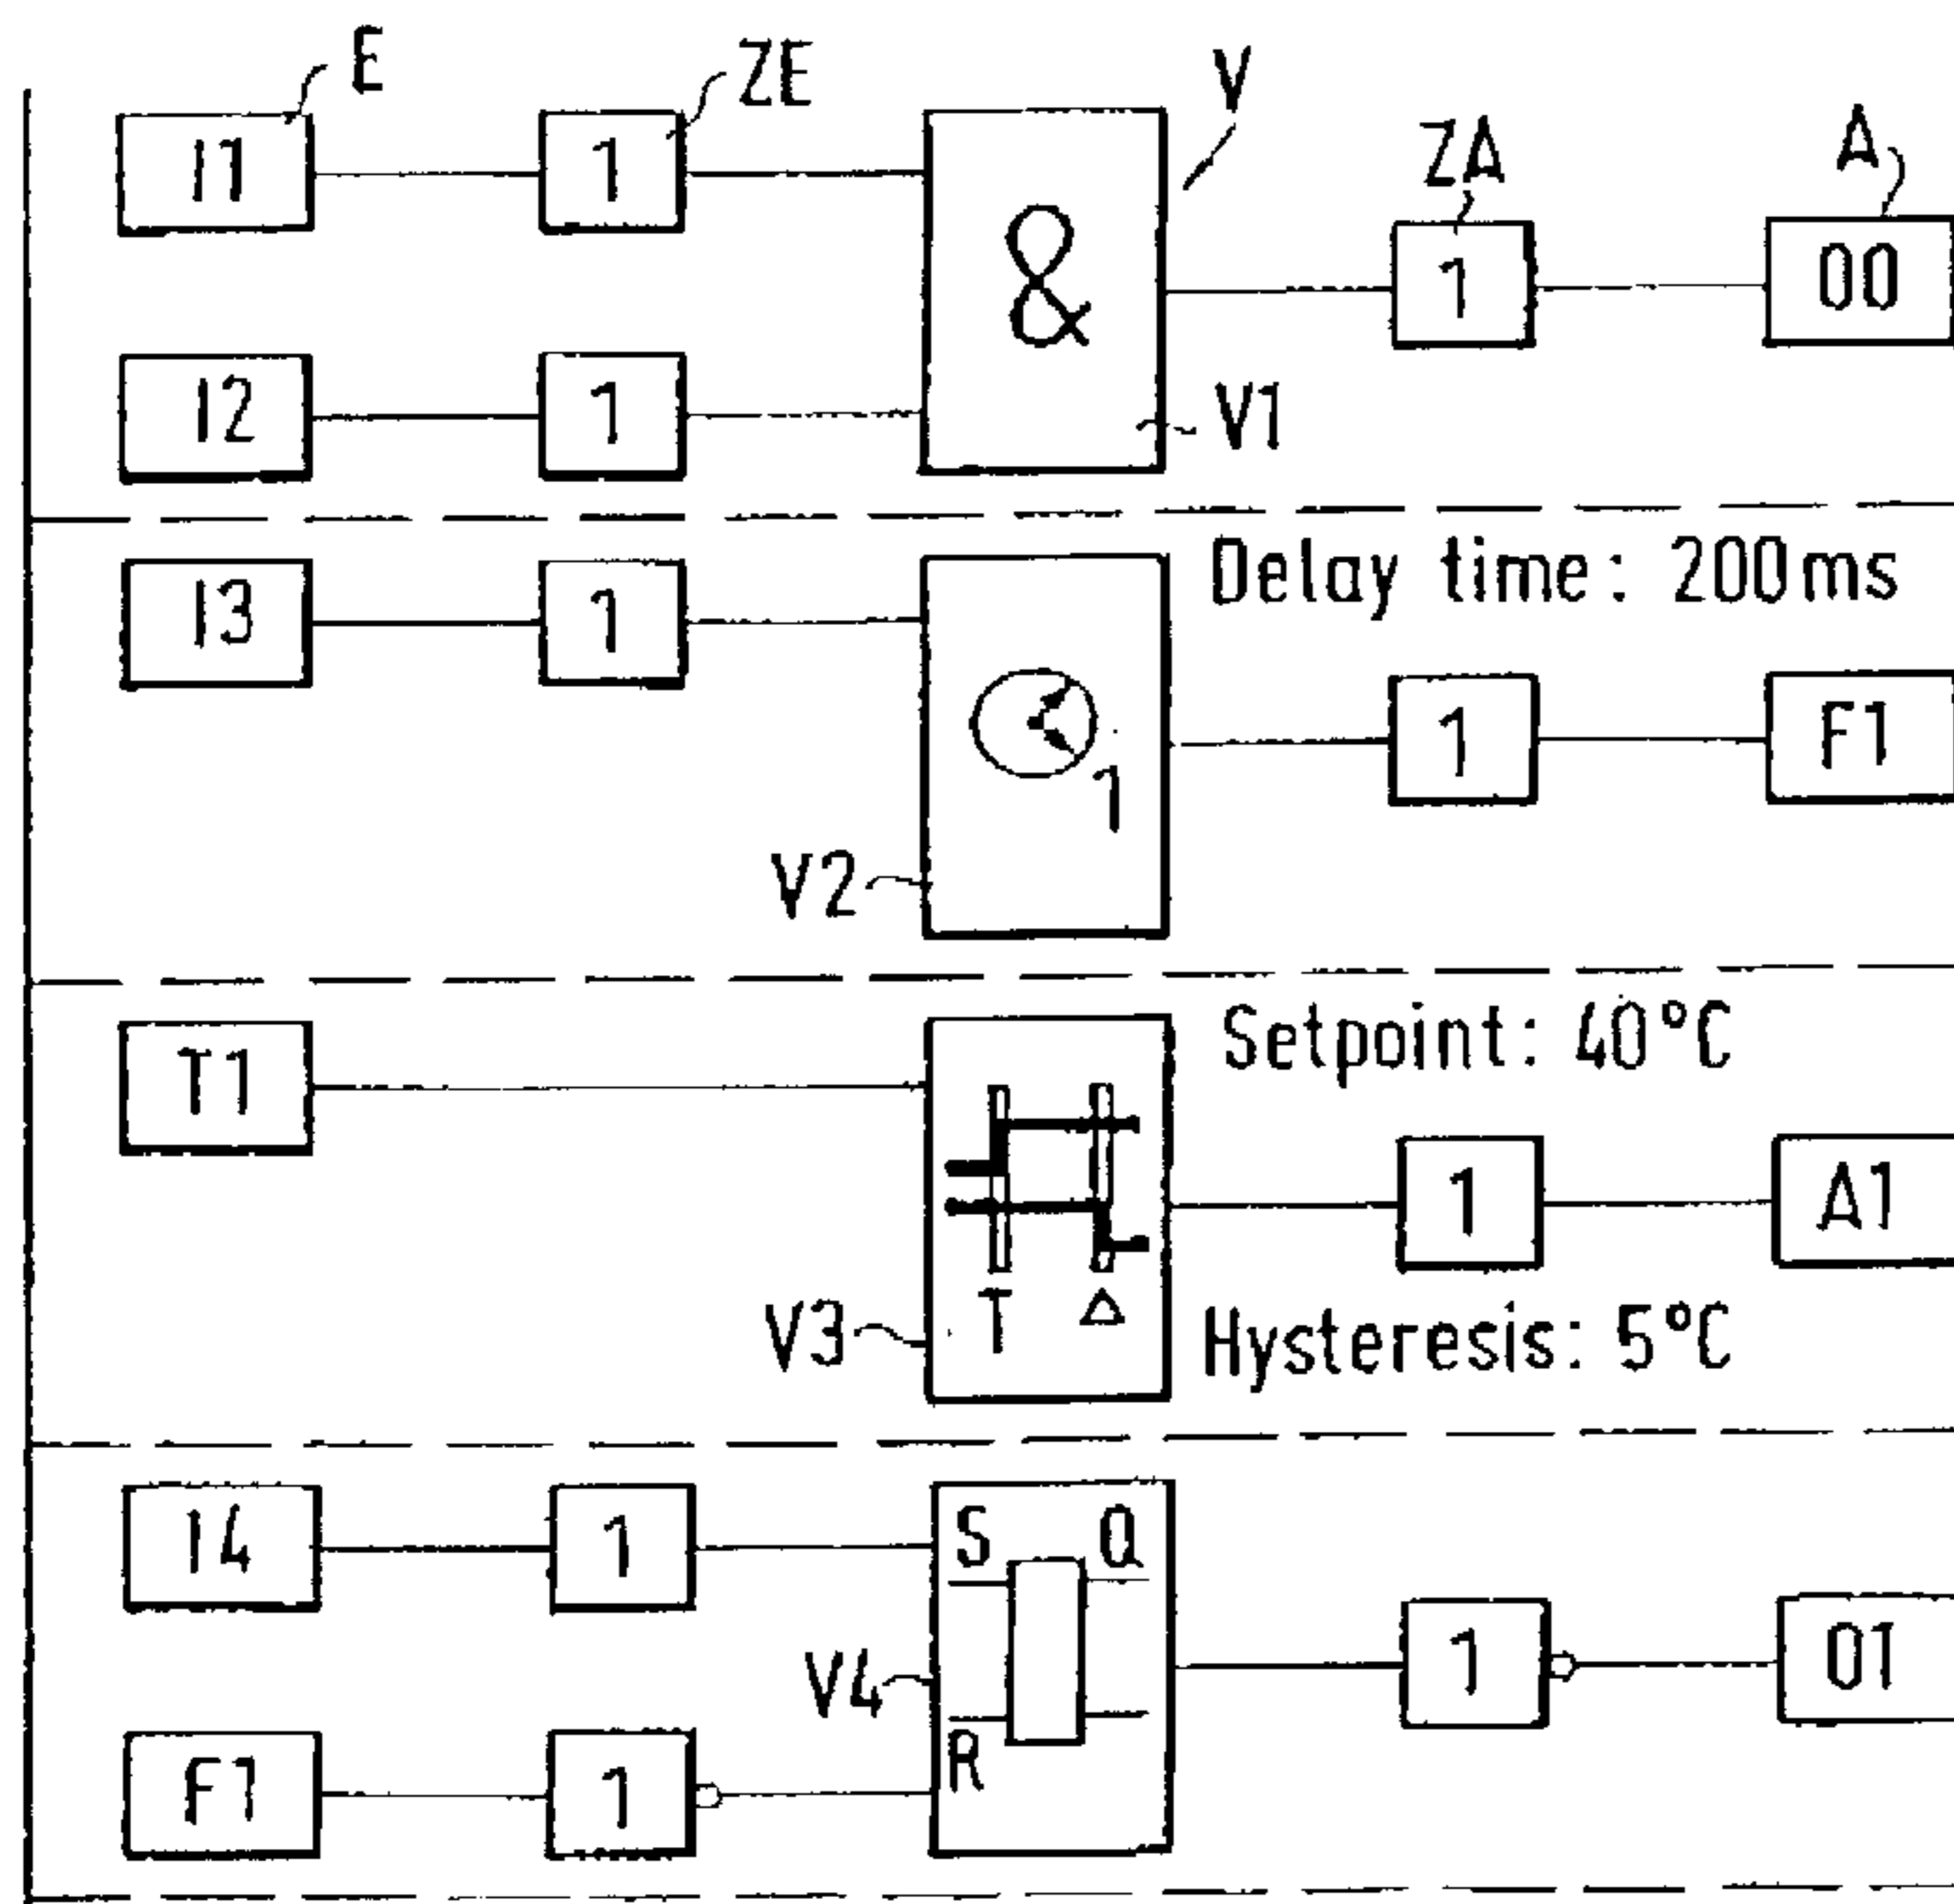 E
ZE
V
ZA
A
I1
1
&
1
00
I2
1
V1
Delay time: 200ms
I3
1
1
1
F1
V2
Setpoint: 40°C
T1
1
A1
T Δ
V3
Hysteresis: 5°C
I4
1
S
Q
V4
1
01
R
F1
1